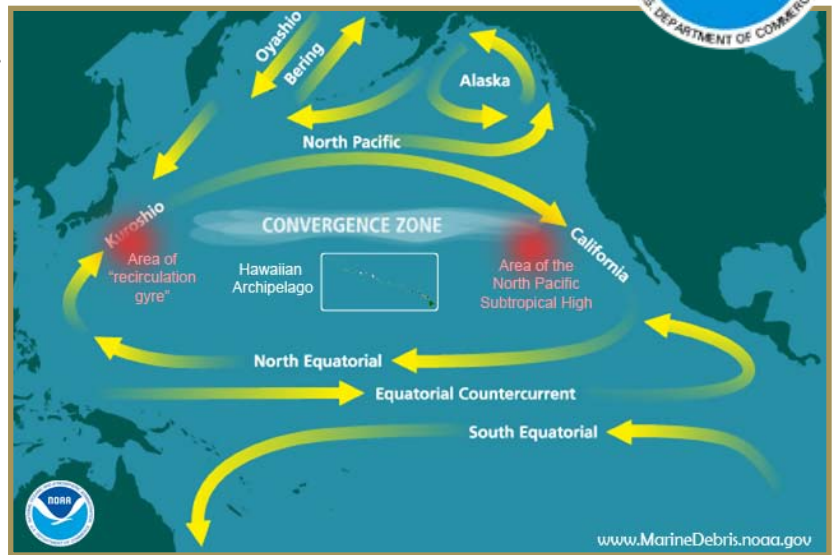 S. DEPARTMENT OF COMMER
Oyashio
Bering
Alaska
North Pacific
Kuroshio
CONVERGENCE ZONE
California
Area of
“recirculation
gyre”
Hawaiian
Archipelago
Area of the
North Pacific
Subtropical High
North Equatorial
Equatorial Countercurrent
South Equatorial
NOAA
www.MarineDebris.noaa.gov